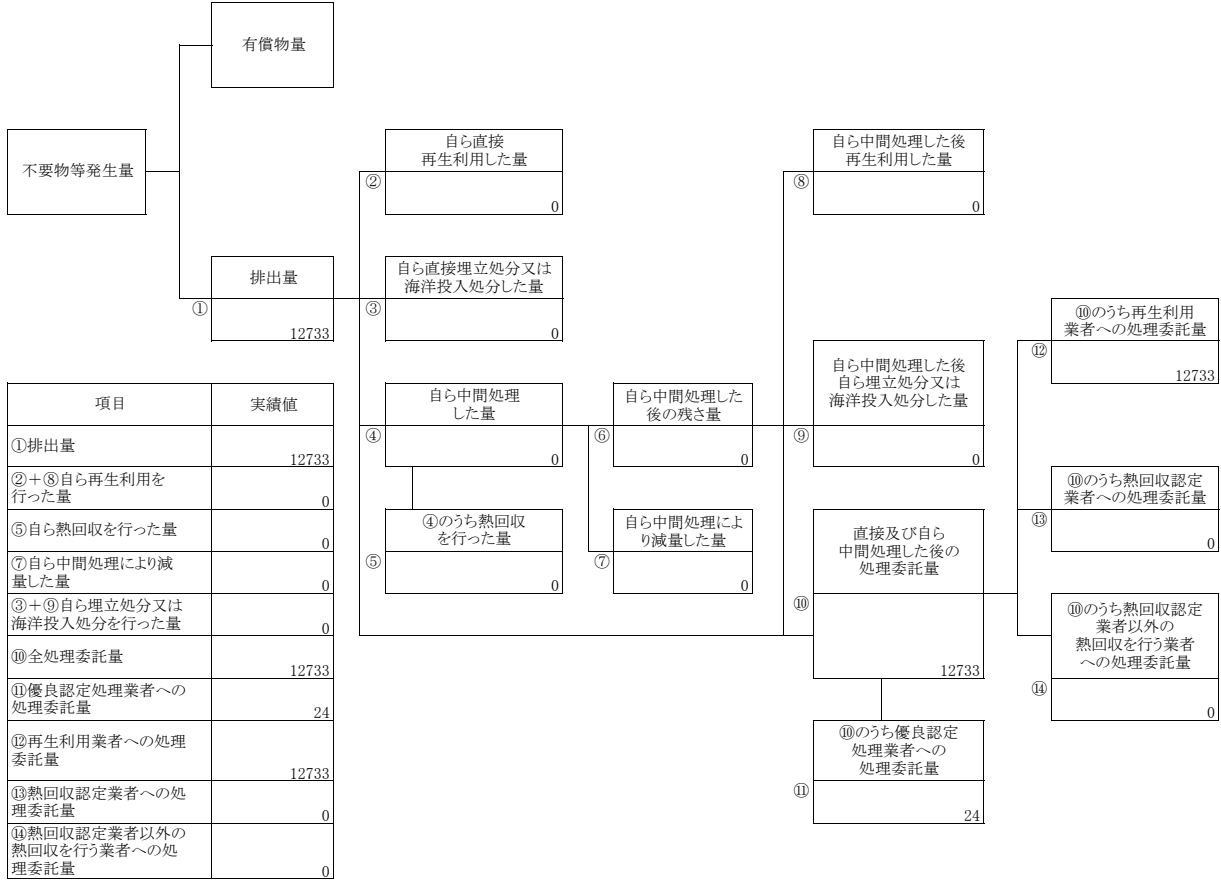 有償物量
不要物等発生量
自ら直接
再生利用した量
②
0
自ら中間処理した後
再生利用した量
⑧
0
排出量
①
12733
自ら直接埋立処分又は
海洋投入処分した量
③
0
自ら中間処理
した量
④
0
自ら中間処理した
後の残さ量
⑥
0
自ら中間処理した後
自ら埋立処分又は
海洋投入処分した量
⑨
0
④のうち熱回収
を行った量
⑤
0
自ら中間処理によ
り減量した量
⑦
0
直接及び自ら
中間処理した後の
処理委託量
⑩
12733
⑩のうち優良認定
処理業者への
処理委託量
⑪
24
⑩のうち再生利用
業者への処理委託量
⑫
12733
⑩のうち熱回収認定
業者への処理委託量
⑬
0
⑩のうち熱回収認定
業者以外の
熱回収を行う業者
への処理委託量
⑭
0
項目 実績値
①排出量
12733
②＋⑧自ら再生利用を
行った量
0
⑤自ら熱回収を行った量
0
⑦自ら中間処理により減
量した量
0
③＋⑨自ら埋立処分又は
海洋投入処分を行った量
0
⑩全処理委託量
12733
⑪優良認定処理業者への
処理委託量
24
⑫再生利用業者への処理
委託量
12733
⑬熱回収認定業者への処
理委託量
0
⑭熱回収認定業者以外の
熱回収を行う業者への処
理委託量
0